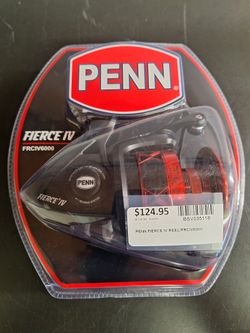 PENN
FIERCE IV
FRCIV6000
PENN
FIERCE IV
$124.95
PENN FIERCE IV REEL FRCIV6000